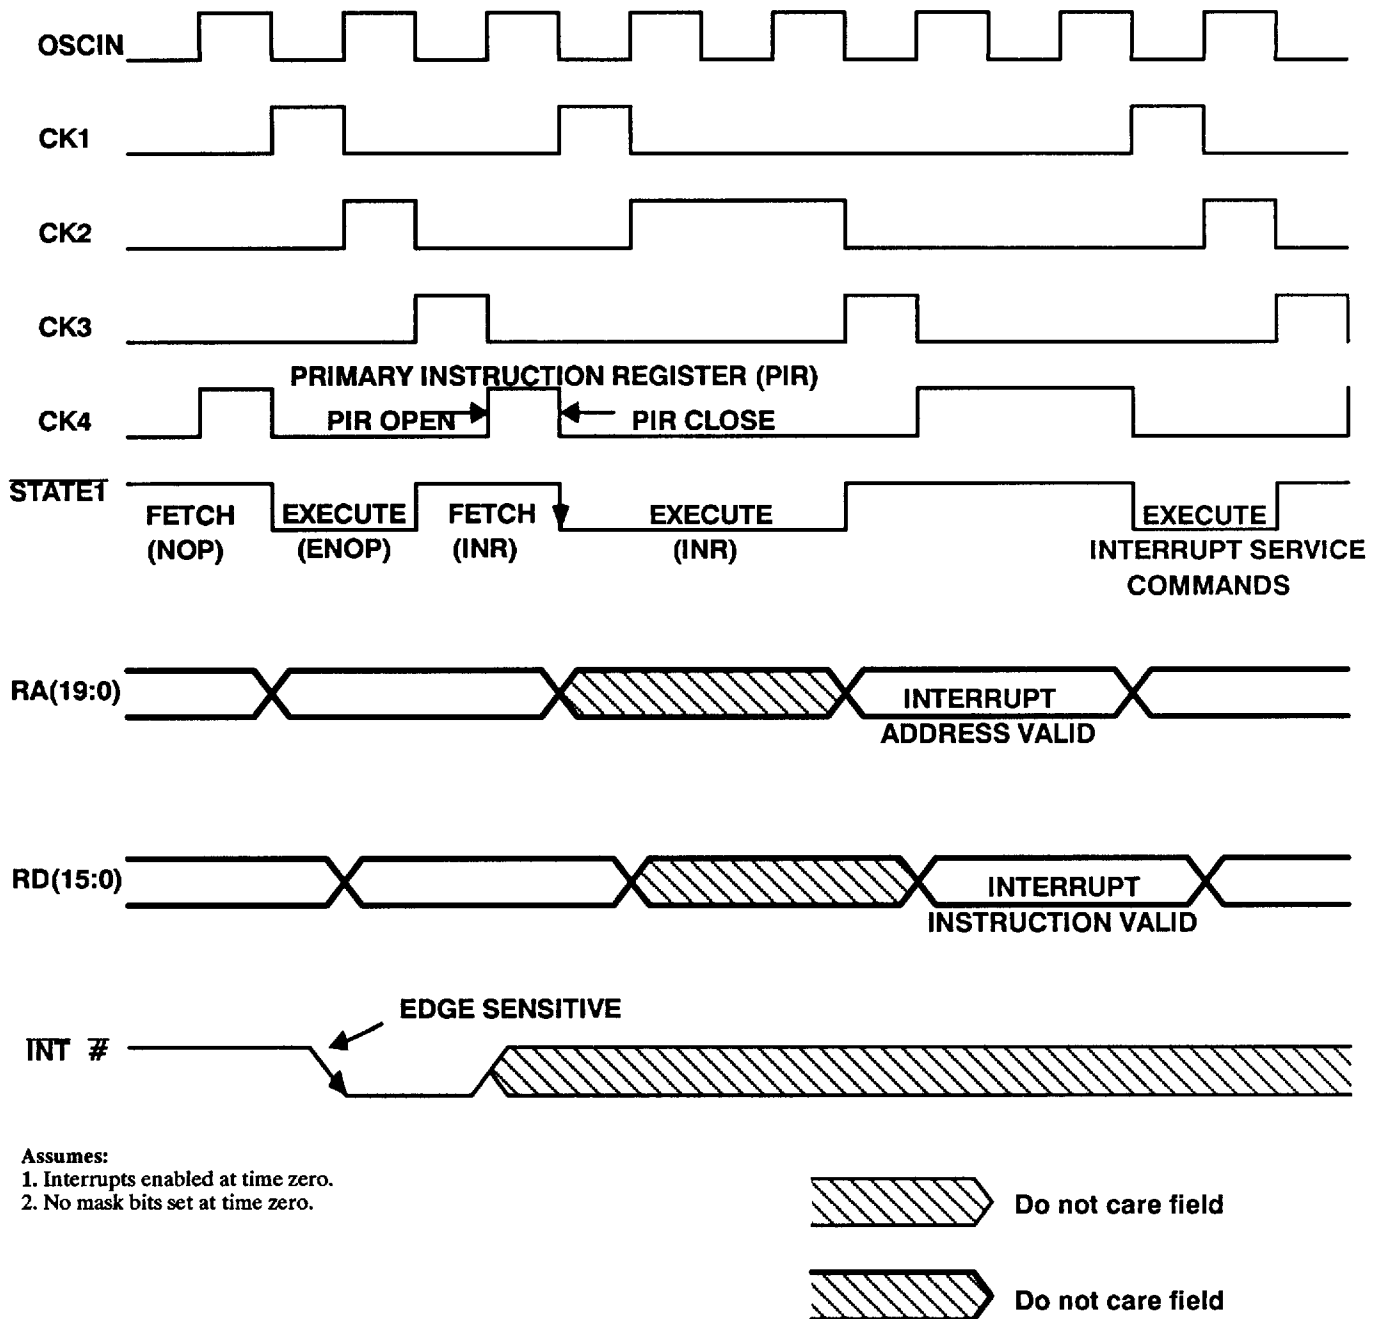 OSCIN
CK1
CK2
CK3
PRIMARY INSTRUCTION REGISTER (PIR)
CK4
PIR OPEN
PIR CLOSE
STATE1
FETCH
(NOP)
EXECUTE
(ENOP)
FETCH
(INR)
EXECUTE
(INR)
EXECUTE
INTERRUPT SERVICE
COMMANDS
RA(19:0)
INTERRUPT
ADDRESS VALID
RD(15:0)
INTERRUPT
INSTRUCTION VALID
EDGE SENSITIVE
INT #
Assumes:
1. Interrupts enabled at time zero.
2. No mask bits set at time zero.
Do not care field
Do not care field